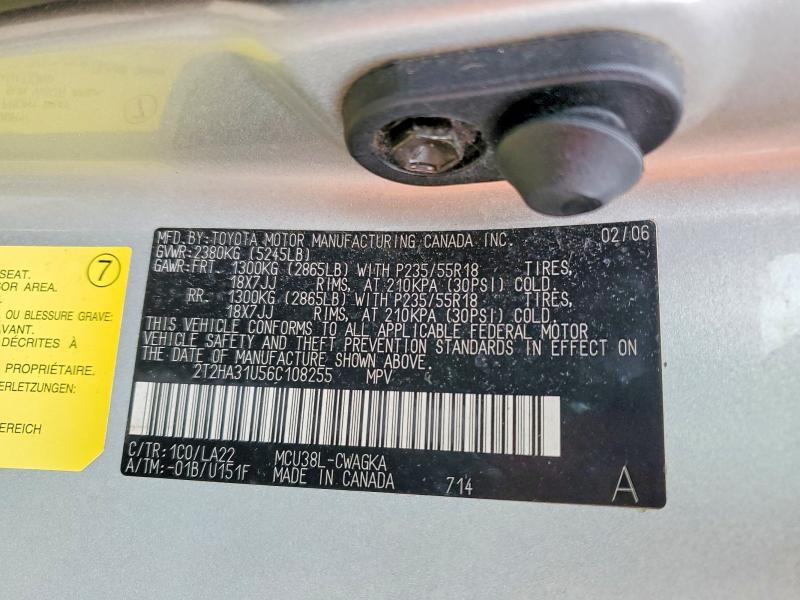 MFD.BY:TOYOTA MOTOR MANUFACTURING CANADA INC. 02/06
GVWR:2380KG (5245LB)
GAWR:FRT. 1300KG (2865LB) WITH P235/55R18 TIRES,
18X7JJ RIMS, AT 210KPA (30PSI) COLD.
RR. 1300KG (2865LB) WITH P235/55R18 TIRES,
18X7JJ RIMS, AT 210KPA (30PSI) COLD.
THIS VEHICLE CONFORMS TO ALL APPLICABLE FEDERAL MOTOR
VEHICLE SAFETY AND THEFT PREVENTION STANDARDS IN EFFECT ON
THE DATE OF MANUFACTURE SHOWN ABOVE.
2T2HA31U56C108255 MPV
C/TR:1C0/LA22 MCU38L-CWAGKA
A/TM:-01B/U151F MADE IN CANADA 714 A
7
SEAT.
SOR AREA.
OU BLESSURE GRAVE:
AVANT.
DÉCRITES À
PROPRIÉTAIRE.
ERLETZUNGEN:
EREICH